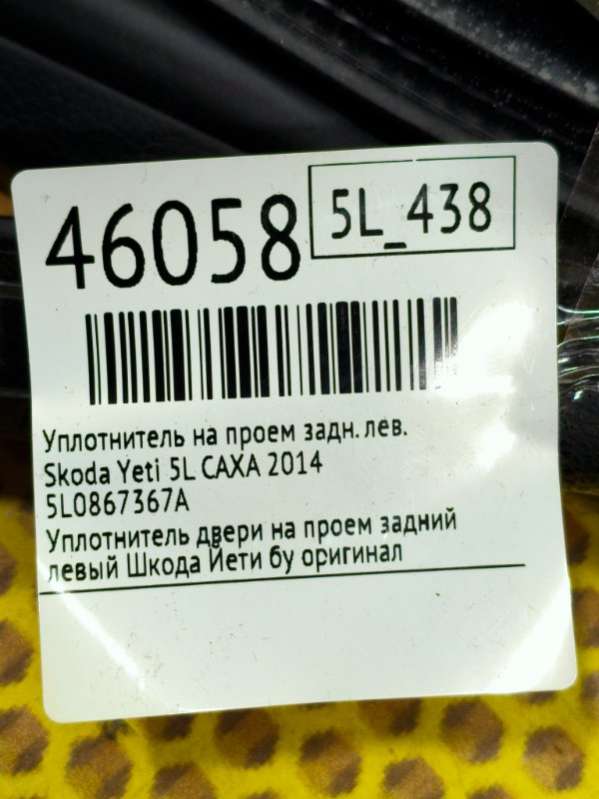 46058
5L_438
Уплотнитель на проем задн. лев.
Skoda Yeti 5L CAXA 2014
5L0867367A
Уплотнитель двери на проем задний
левый Шкода Йети бу оригинал